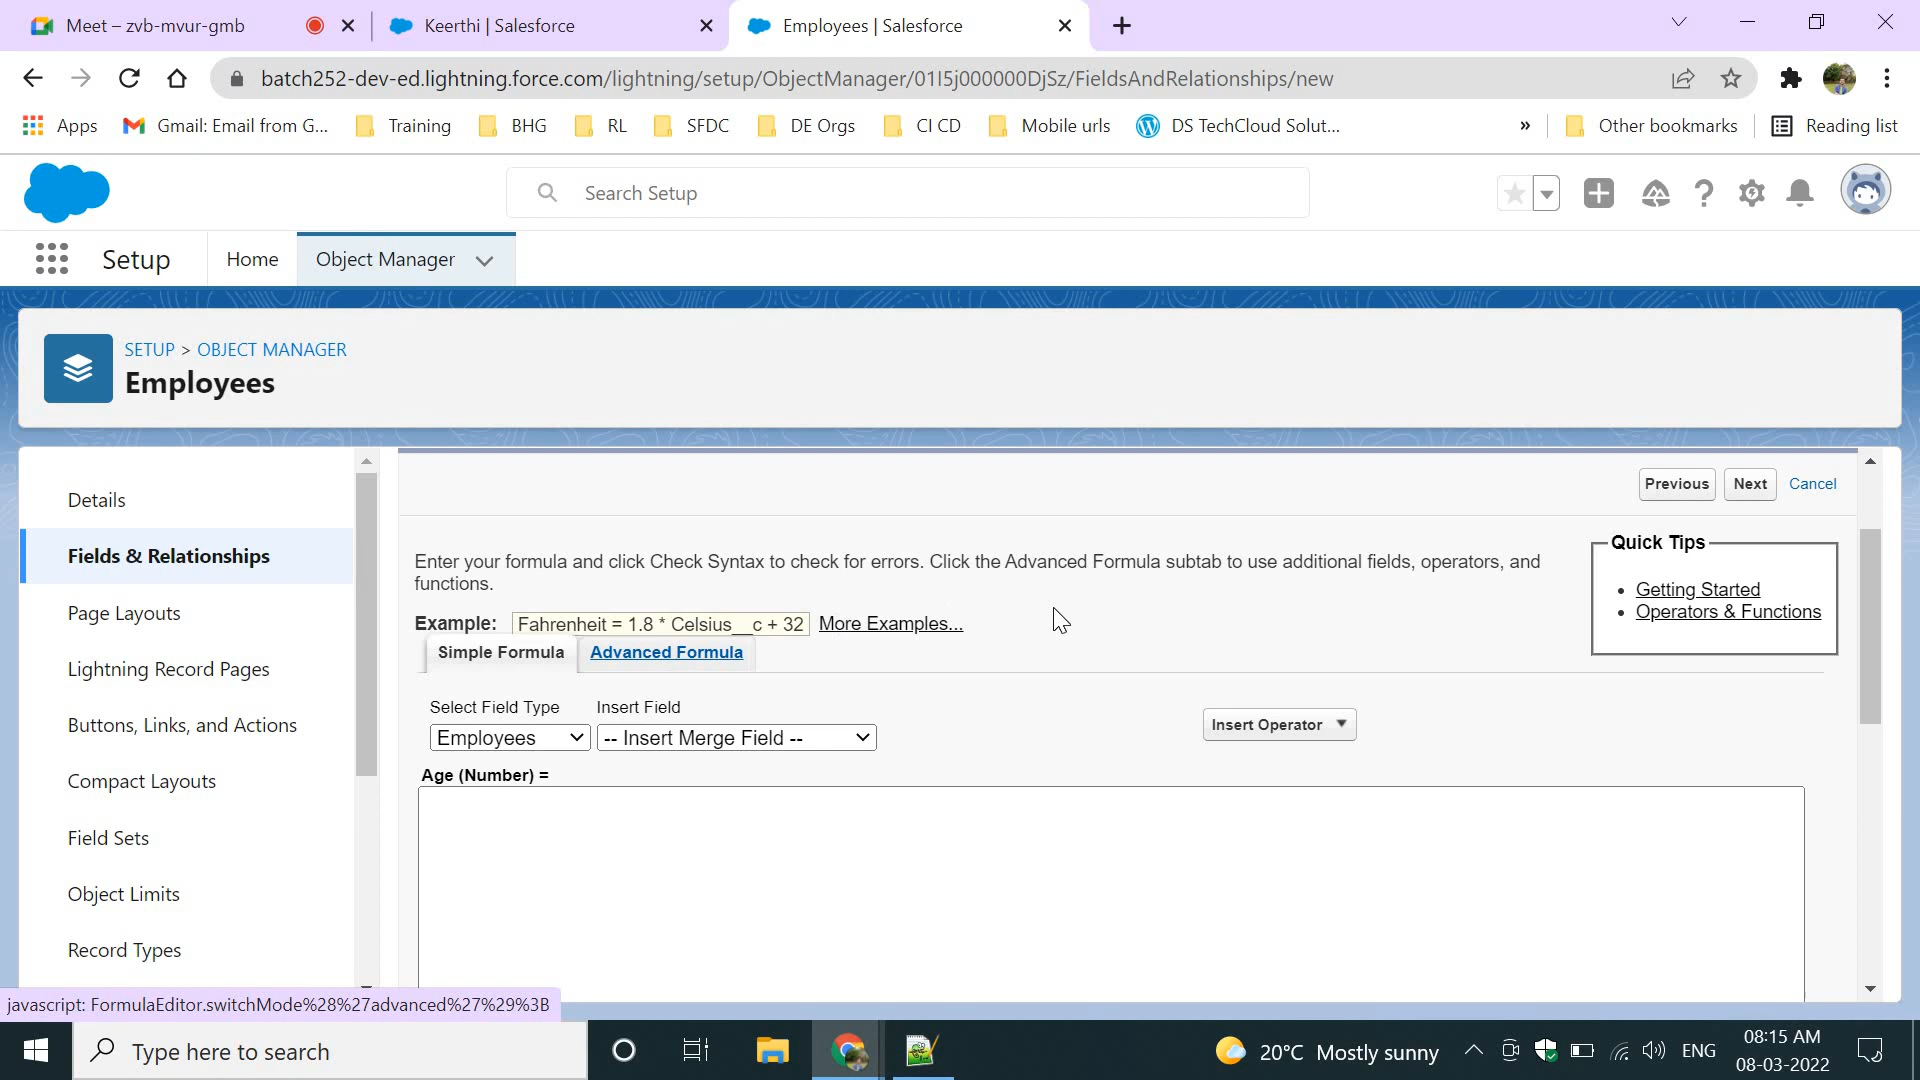 Meet – zvb-mvur-gmb
Keerthi | Salesforce
Employees | Salesforce
batch252-dev-ed.lightning.force.com/lightning/setup/ObjectManager/01I5j000000DjSz/FieldsAndRelationships/new
Apps
Gmail: Email from G...
Training
BHG
RL
SFDC
DE Orgs
CI CD
Mobile urls
DS TechCloud Solut...
»
Other bookmarks
Reading list
Search Setup
Setup
Home
Object Manager
SETUP > OBJECT MANAGER
Employees
Details
Fields & Relationships
Page Layouts
Lightning Record Pages
Buttons, Links, and Actions
Compact Layouts
Field Sets
Object Limits
Record Types
Previous
Next
Cancel
Enter your formula and click Check Syntax to check for errors. Click the Advanced Formula subtab to use additional fields, operators, and
functions.
Quick Tips
• Getting Started
• Operators & Functions
Example: Fahrenheit = 1.8 * Celsius__c + 32 More Examples...
Simple Formula
Advanced Formula
Select Field Type
Insert Field
Employees
-- Insert Merge Field --
Insert Operator
Age (Number) =
javascript: FormulaEditor.switchMode%28%27advanced%27%29%3B
Type here to search
20°C Mostly sunny
ENG
08:15 AM
08-03-2022